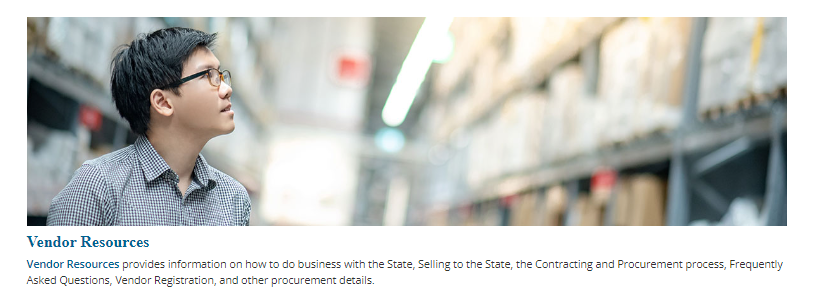 Vendor Resources
Vendor Resources provides information on how to do business with the State, Selling to the State, the Contracting and Procurement process, Frequently
Asked Questions, Vendor Registration, and other procurement details.